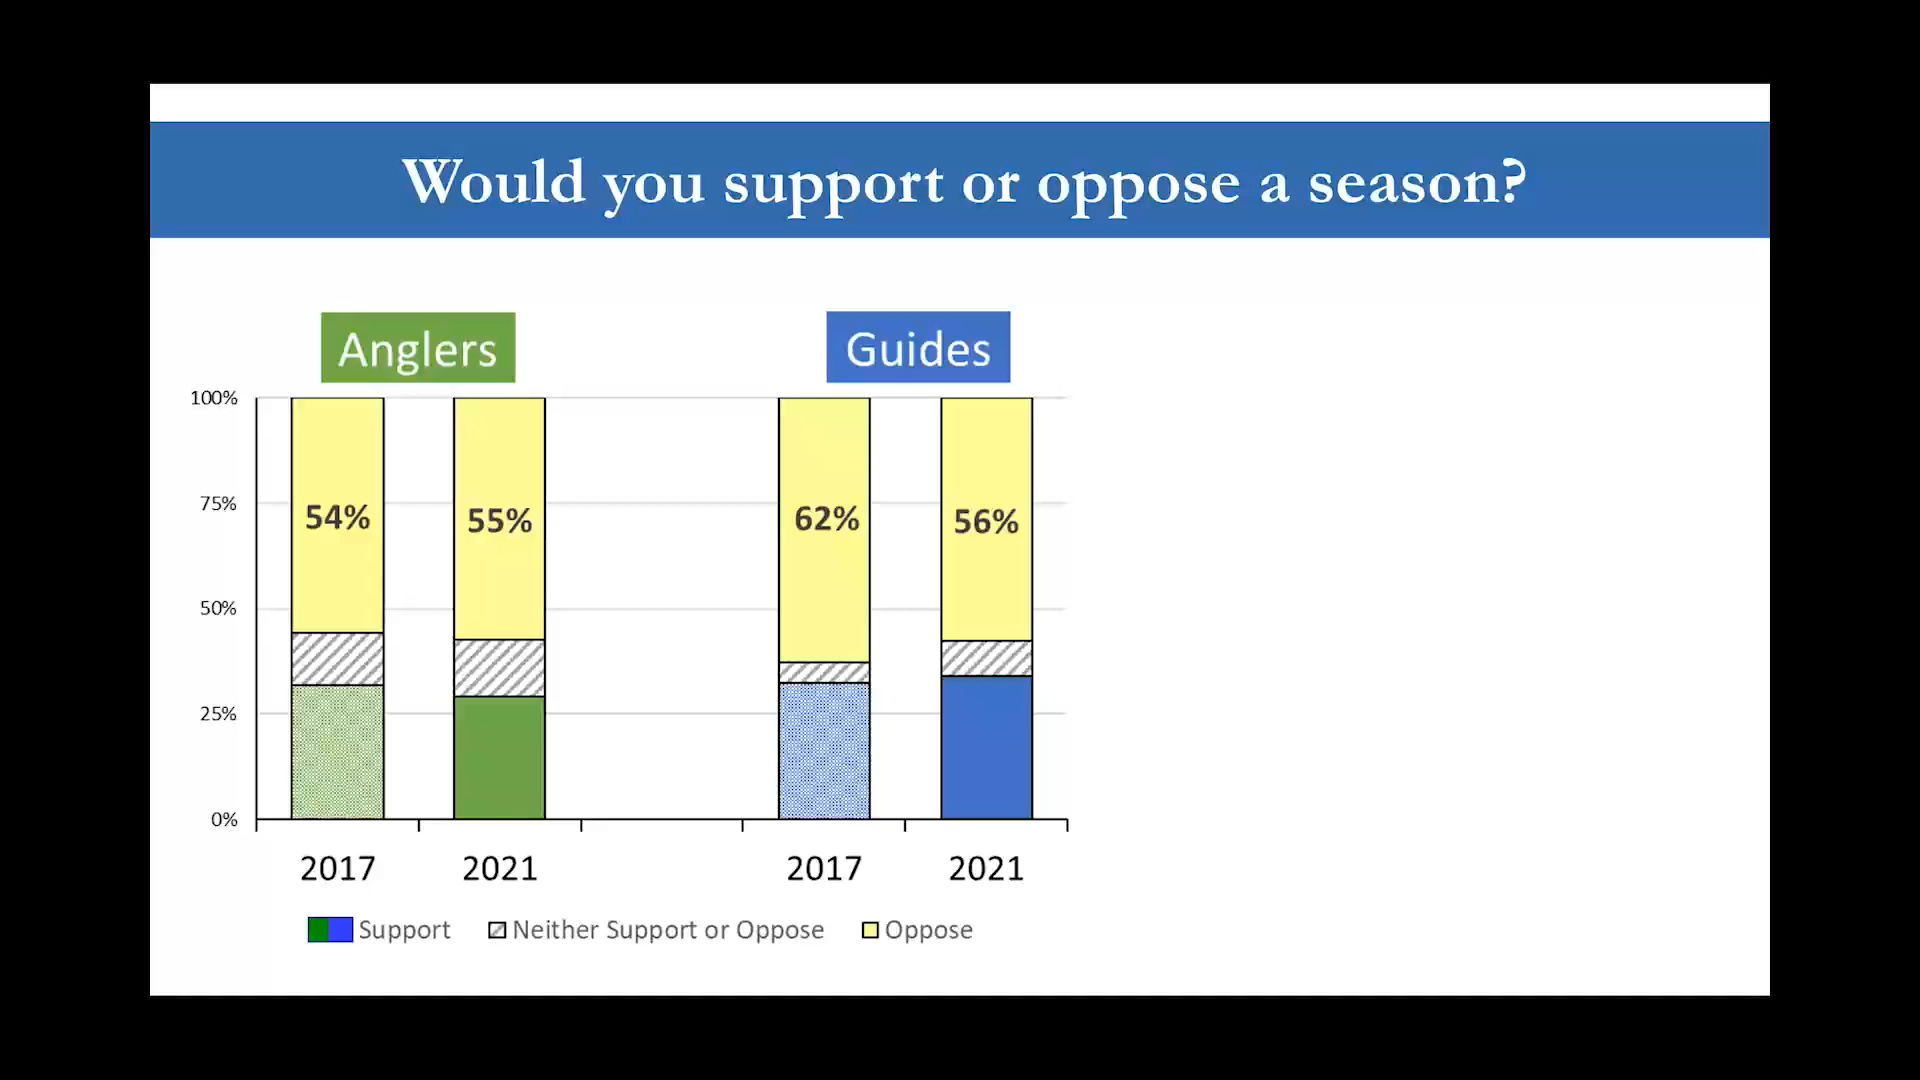 Would you support or oppose a season?
Anglers
Guides
100%
75%
50%
25%
0%
54%
55%
62%
56%
2017
2021
2017
2021
Support
Neither Support or Oppose
Oppose